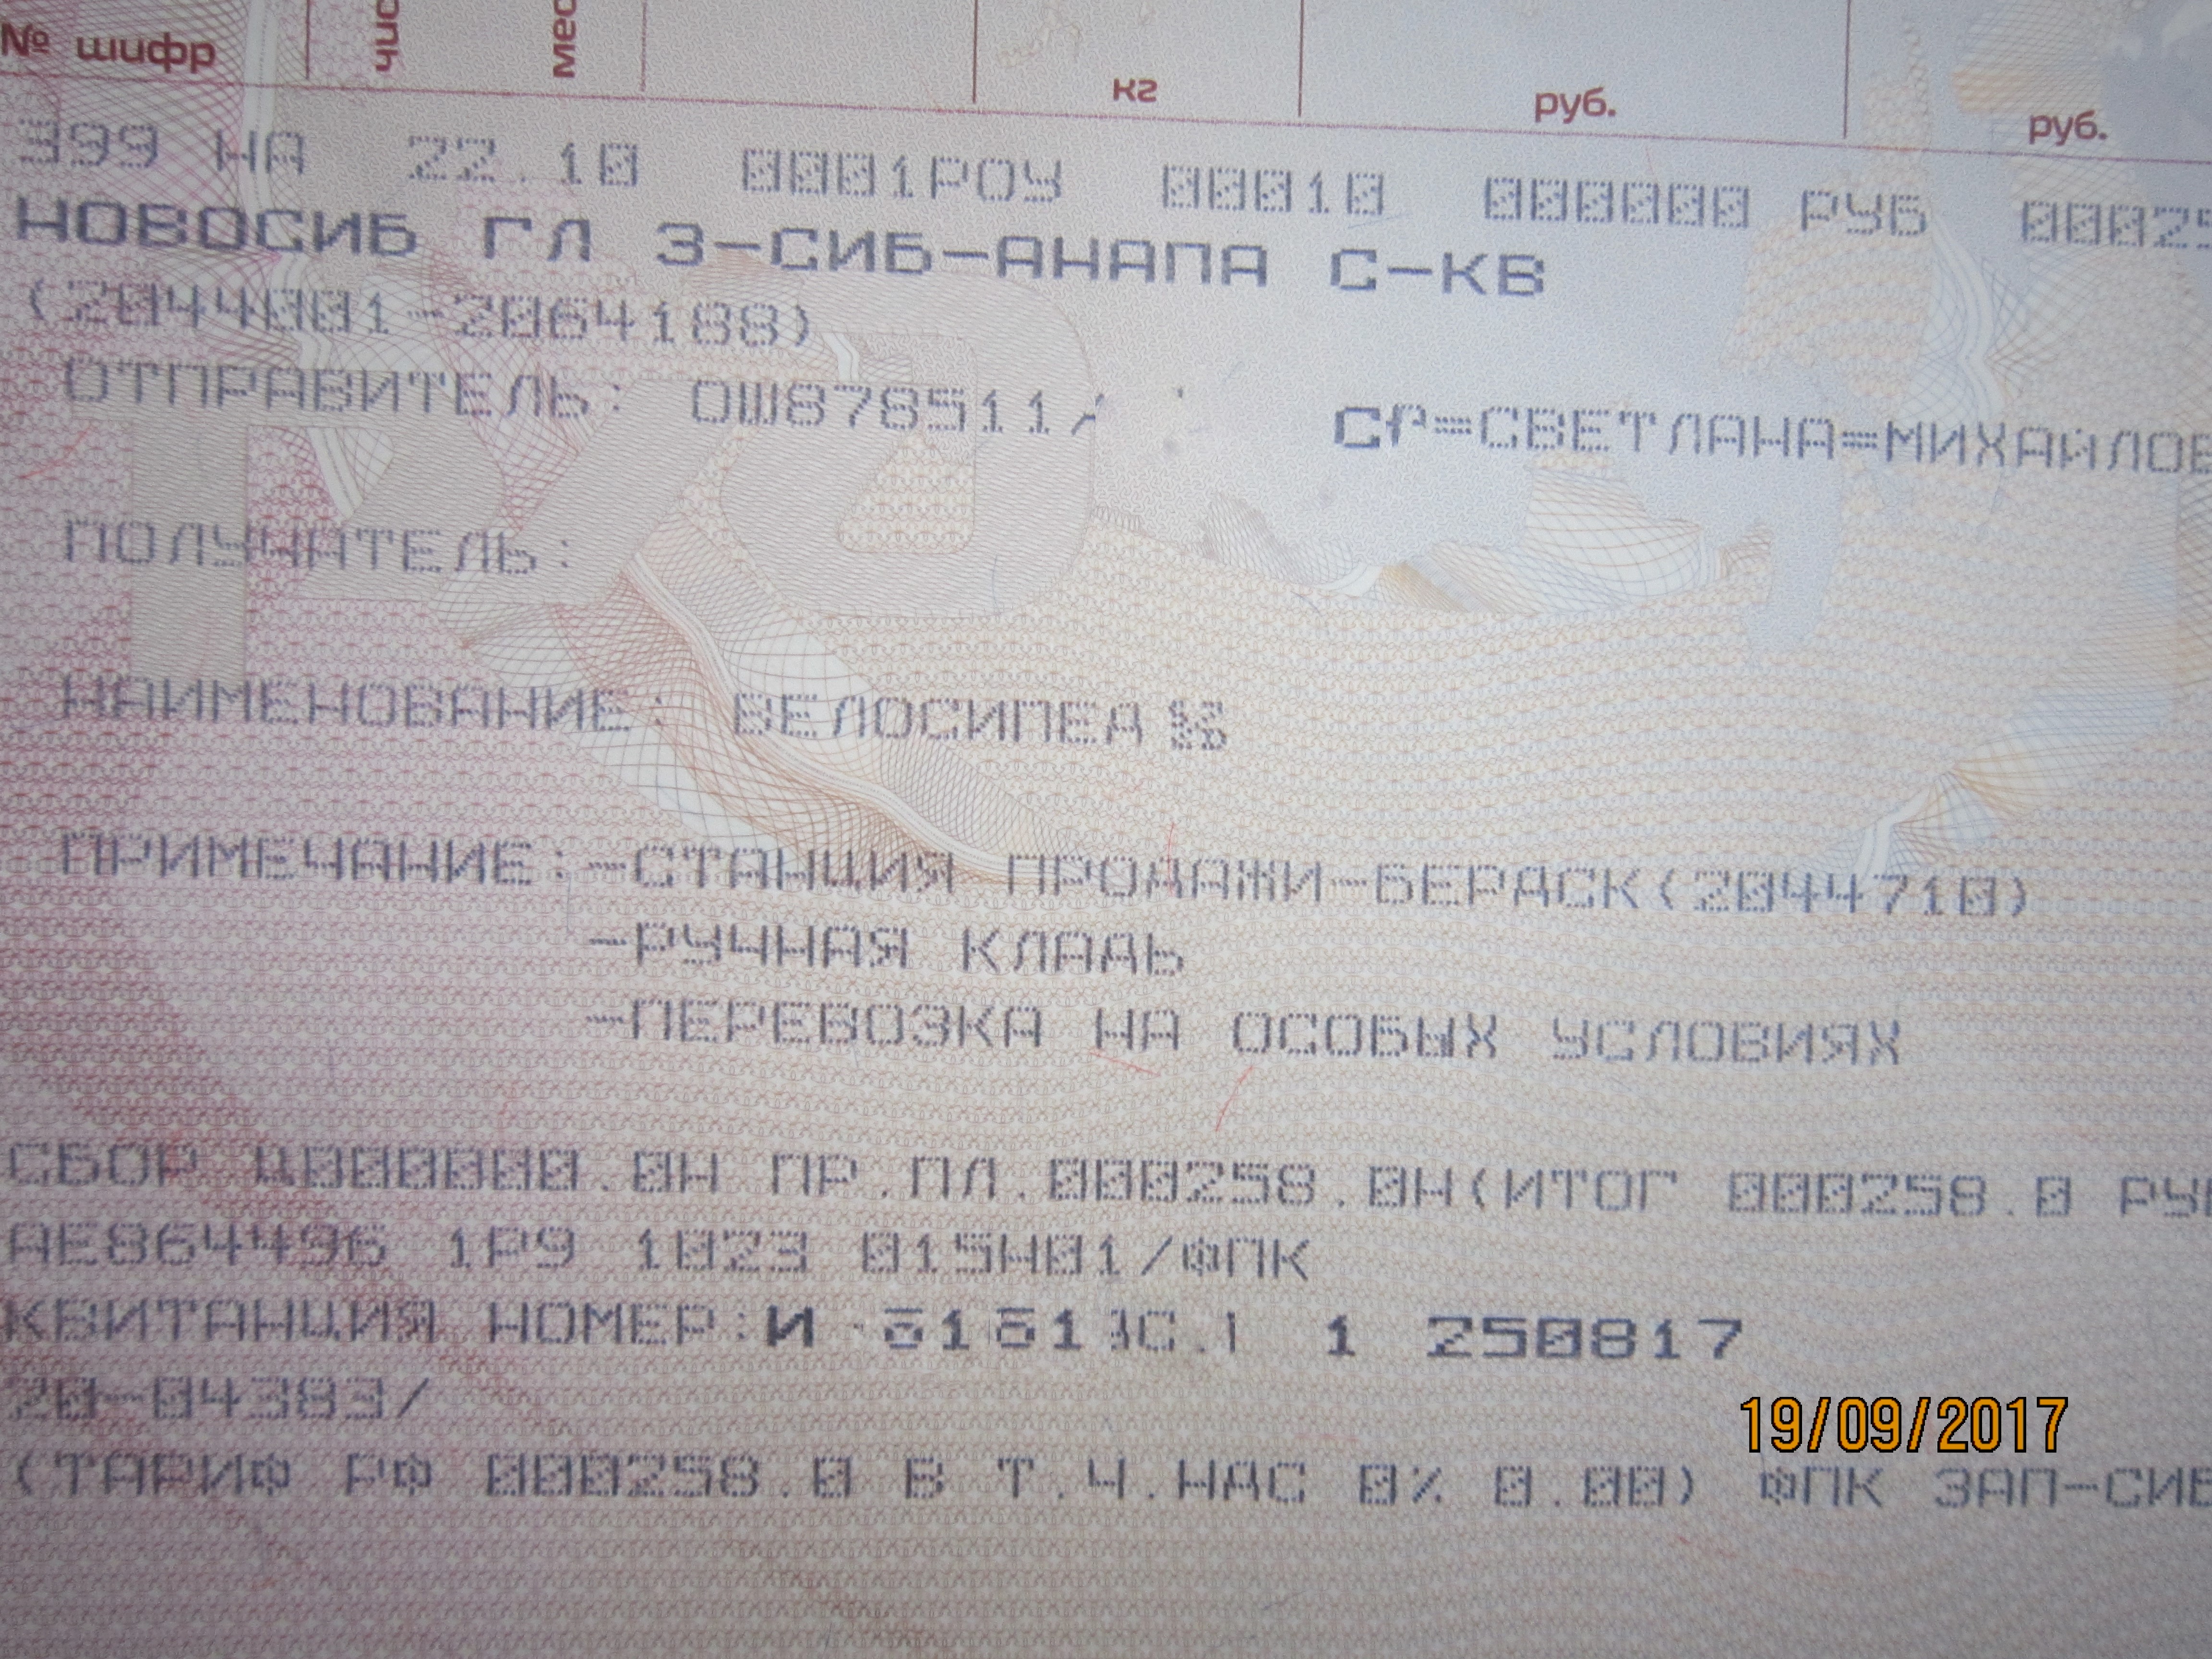 № шифр кг руб. руб.
399 НА 22.10 0001РОУ 00010 000000 РУБ
НОВОСИБ ГЛ З-СИБ-АНАПА С-КВ
(2044001-2064188)
ОТПРАВИТЕЛЬ: ОШ878511/ =СВЕТЛАНА=МИХАЙЛОВ
ПОЛУЧАТЕЛЬ:
НАИМЕНОВАНИЕ: ВЕЛОСИПЕД
ПРИМЕЧАНИЕ:-СТАНЦИЯ ПРОДАЖИ-БЕРДСК(2044710)
-РУЧНАЯ КЛАДЬ
-ПЕРЕВОЗКА НА ОСОБЫХ УСЛОВИЯХ
СБОР Ц000000.0Н ПР.ПЛ.000258.0Н(ИТОГ 000258.0 РУБ
АЕ864496 1Р9 1023 015Н01/ФПК
КВИТАНЦИЯ НОМЕР:И 1 250817
20-04383/
19/09/2017
(ТАРИФ РФ 000258.0 В Т.Ч.НДС 0% 0.00) ФПК ЗАП-СИБ